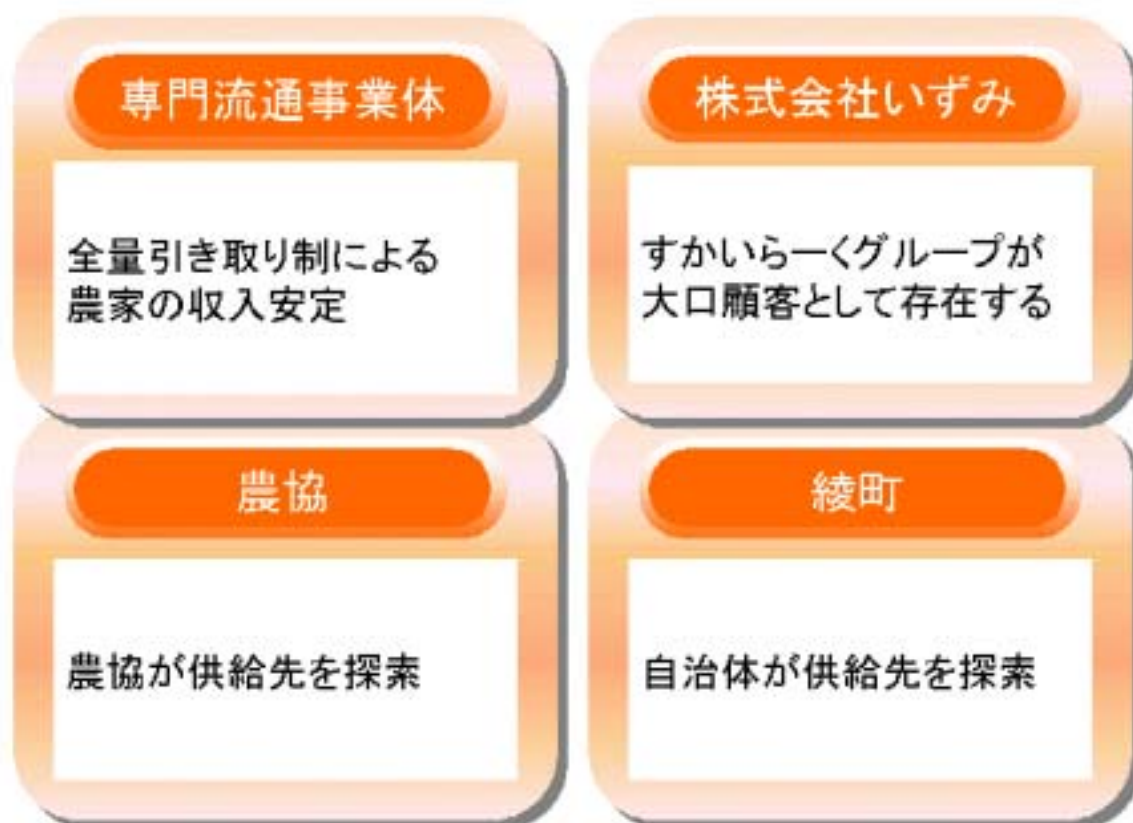 専門流通事業体
全量引き取り制による
農家の収入安定
株式会社いずみ
すかいらーくグループが
大口顧客として存在する
農協
農協が供給先を探索
綾町
自治体が供給先を探索